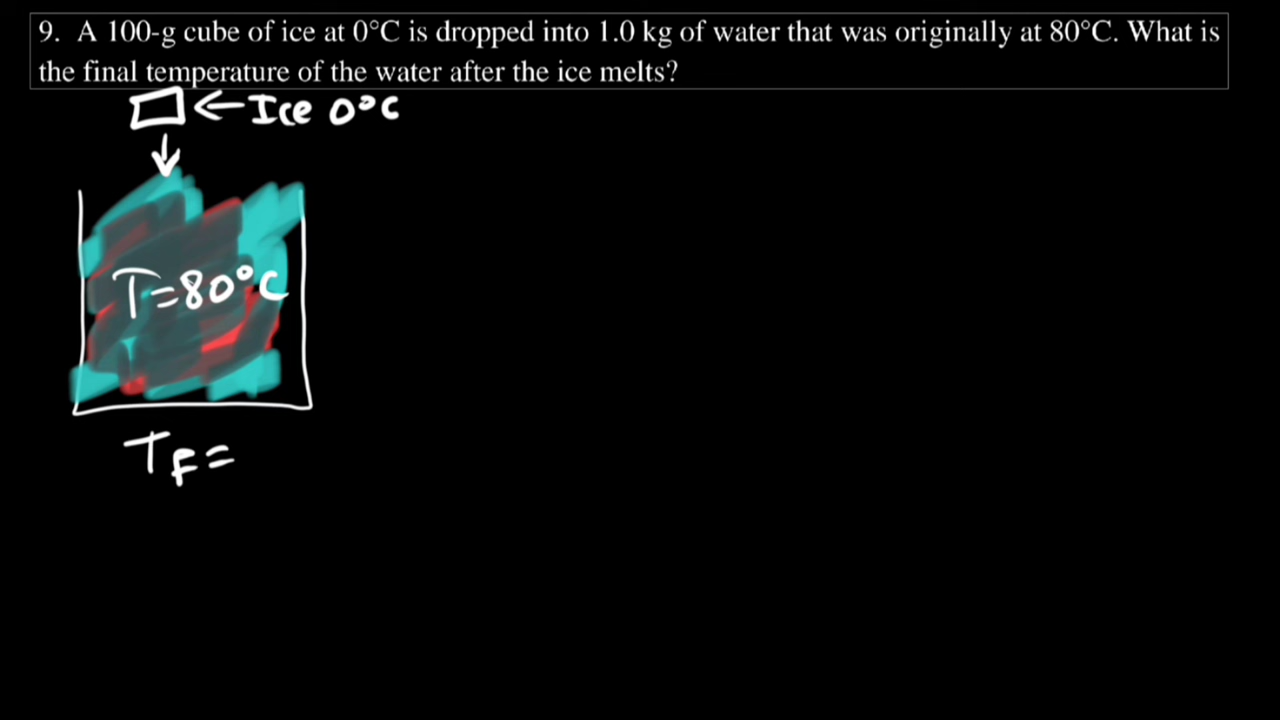 9. A 100-g cube of ice at 0°C is dropped into 1.0 kg of water that was originally at 80°C. What is
the final temperature of the water after the ice melts?
← Ice 0°C
T=80°C
TF=